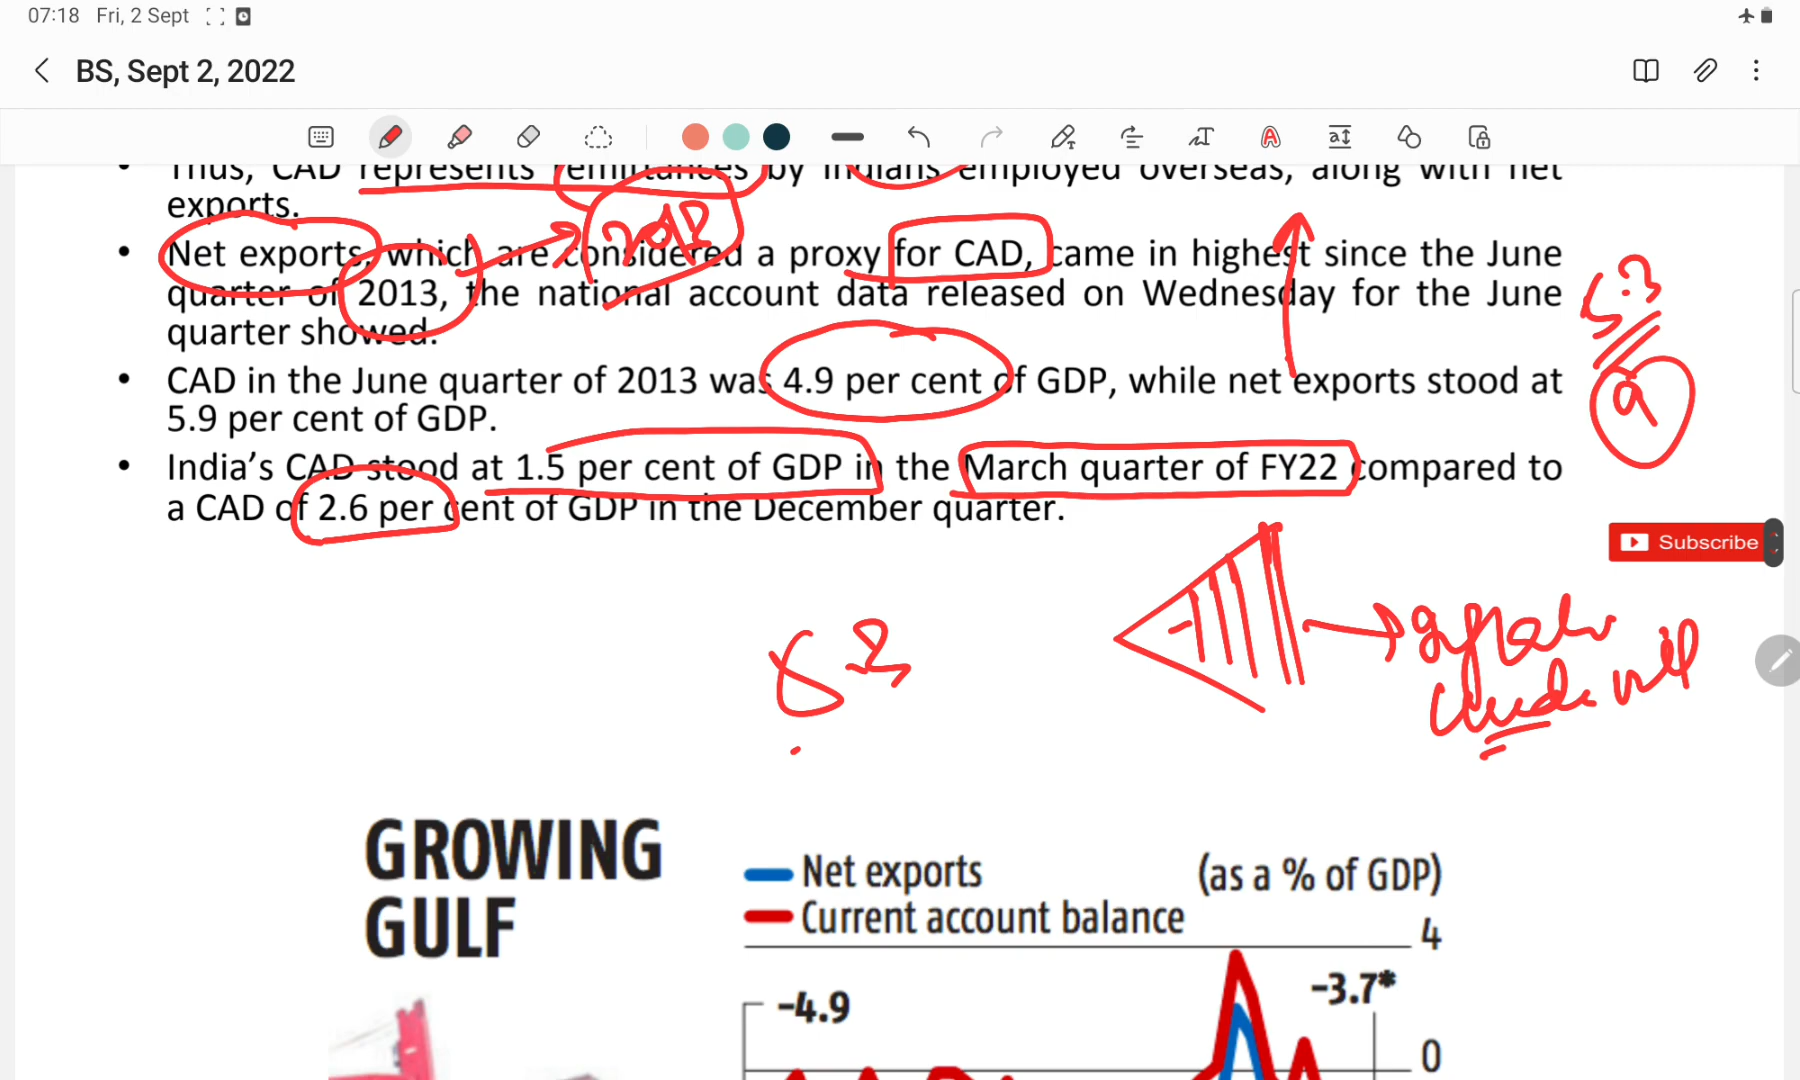 07:18 Fri, 2 Sept
BS, Sept 2, 2022
Thus, CAD represents remittances by Indians employed overseas, along with net
exports.
• Net exports, which are considered a proxy for CAD, came in highest since the June
quarter of 2013, the national account data released on Wednesday for the June
quarter showed.
• CAD in the June quarter of 2013 was 4.9 per cent of GDP, while net exports stood at
5.9 per cent of GDP.
• India's CAD stood at 1.5 per cent of GDP in the March quarter of FY22 compared to
a CAD of 2.6 per cent of GDP in the December quarter.
Subscribe
crude oil
GROWING
GULF
Net exports (as a % of GDP)
Current account balance
4
-3.7*
-4.9
0